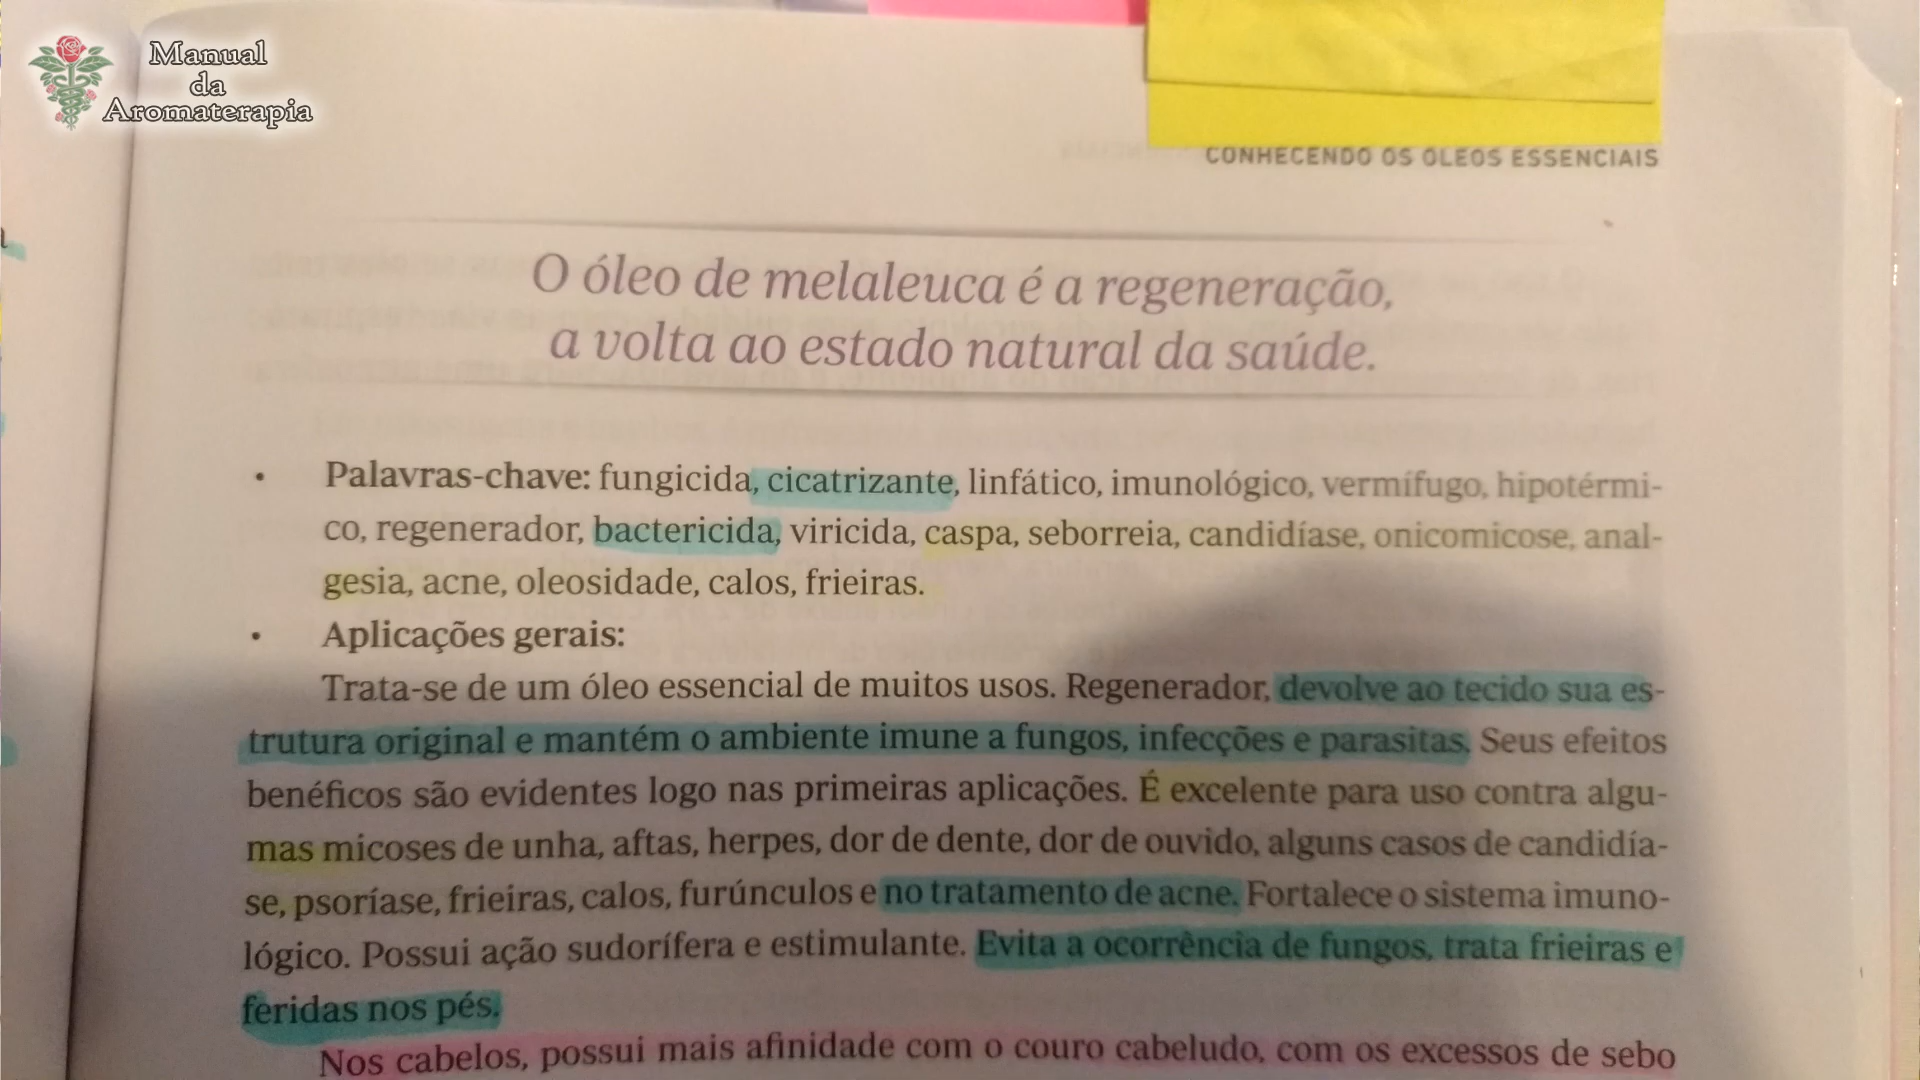 Manual
da
Aromaterapia
CONHECENDO OS ÓLEOS ESSENCIAIS
O óleo de melaleuca é a regeneração,
a volta ao estado natural da saúde.
• Palavras-chave: fungicida, cicatrizante, linfático, imunológico, vermífugo, hipotérmi-
co, regenerador, bactericida, viricida, caspa, seborreia, candidíase, onicomicose, anal-
gesia, acne, oleosidade, calos, frieiras.
• Aplicações gerais:
Trata-se de um óleo essencial de muitos usos. Regenerador, devolve ao tecido sua es-
trutura original e mantém o ambiente imune a fungos, infecções e parasitas. Seus efeitos
benéficos são evidentes logo nas primeiras aplicações. É excelente para uso contra algu-
mas micoses de unha, aftas, herpes, dor de dente, dor de ouvido, alguns casos de candidía-
se, psoríase, frieiras, calos, furúnculos e no tratamento de acne. Fortalece o sistema imuno-
lógico. Possui ação sudorífera e estimulante. Evita a ocorrência de fungos, trata frieiras e
feridas nos pés.
Nos cabelos, possui mais afinidade com o couro cabeludo, com os excessos de sebo